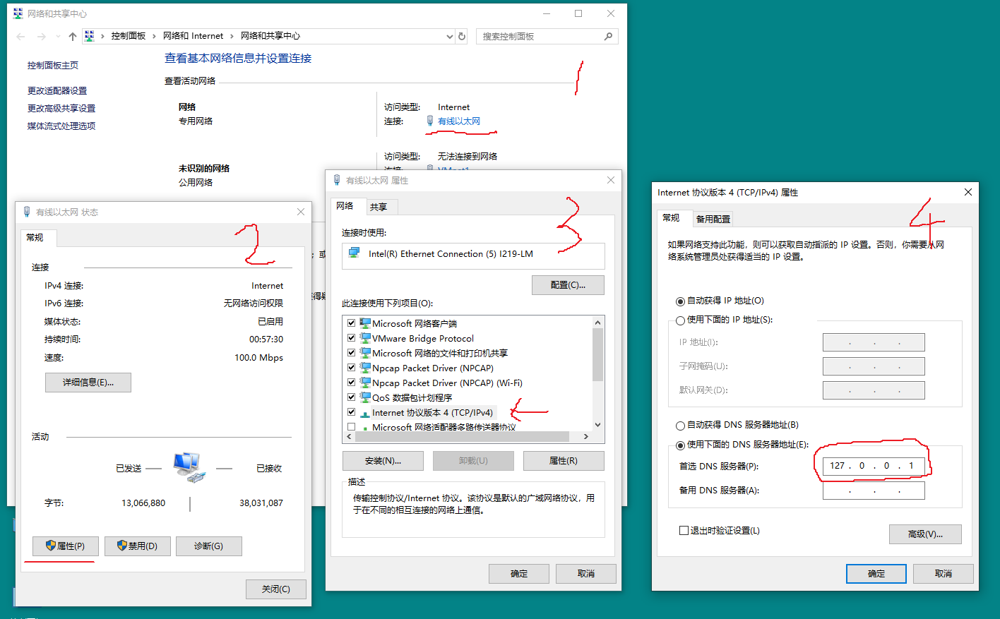 网络和共享中心
控制面板 › 网络和 Internet › 网络和共享中心
搜索控制面板
控制面板主页
更改适配器设置
更改高级共享设置
媒体流式处理选项
查看基本网络信息并设置连接
查看活动网络
1
网络
专用网络
访问类型: Internet
连接: 有线以太网
未识别的网络
公用网络
访问类型: 无法连接到网络
连接: VMnet1
有线以太网 状态
常规
2
连接
IPv4 连接: Internet
IPv6 连接: 无网络访问权限
媒体状态: 已启用
持续时间: 00:57:30
速度: 100.0 Mbps
详细信息(E)...
活动
已发送 已接收
字节: 13,066,880 38,031,087
属性(P) 禁用(D) 诊断(G)
关闭(C)
有线以太网 属性
网络 共享
3
连接时使用:
Intel(R) Ethernet Connection (5) I219-LM
配置(C)...
此连接使用下列项目(O):
Microsoft 网络客户端
VMware Bridge Protocol
Microsoft 网络的文件和打印机共享
Npcap Packet Driver (NPCAP)
Npcap Packet Driver (NPCAP) (Wi-Fi)
QoS 数据包计划程序
Internet 协议版本 4 (TCP/IPv4)
Microsoft 网络适配器多路传送器协议
安装(N)... 卸载(U) 属性(R)
描述
传输控制协议/Internet 协议。该协议是默认的广域网络协议，用
于在不同的相互连接的网络上通信。
确定 取消
Internet 协议版本 4 (TCP/IPv4) 属性
常规 备用配置
4
如果网络支持此功能，则可以获取自动指派的 IP 设置。否则，你需要从网
络系统管理员处获得适当的 IP 设置。
自动获得 IP 地址(O)
使用下面的 IP 地址(S):
IP 地址(I): . . .
子网掩码(U): . . .
默认网关(D): . . .
自动获得 DNS 服务器地址(B)
使用下面的 DNS 服务器地址(E):
首选 DNS 服务器(P): 127 . 0 . 0 . 1
备用 DNS 服务器(A): . . .
退出时验证设置(L)
高级(V)...
确定 取消